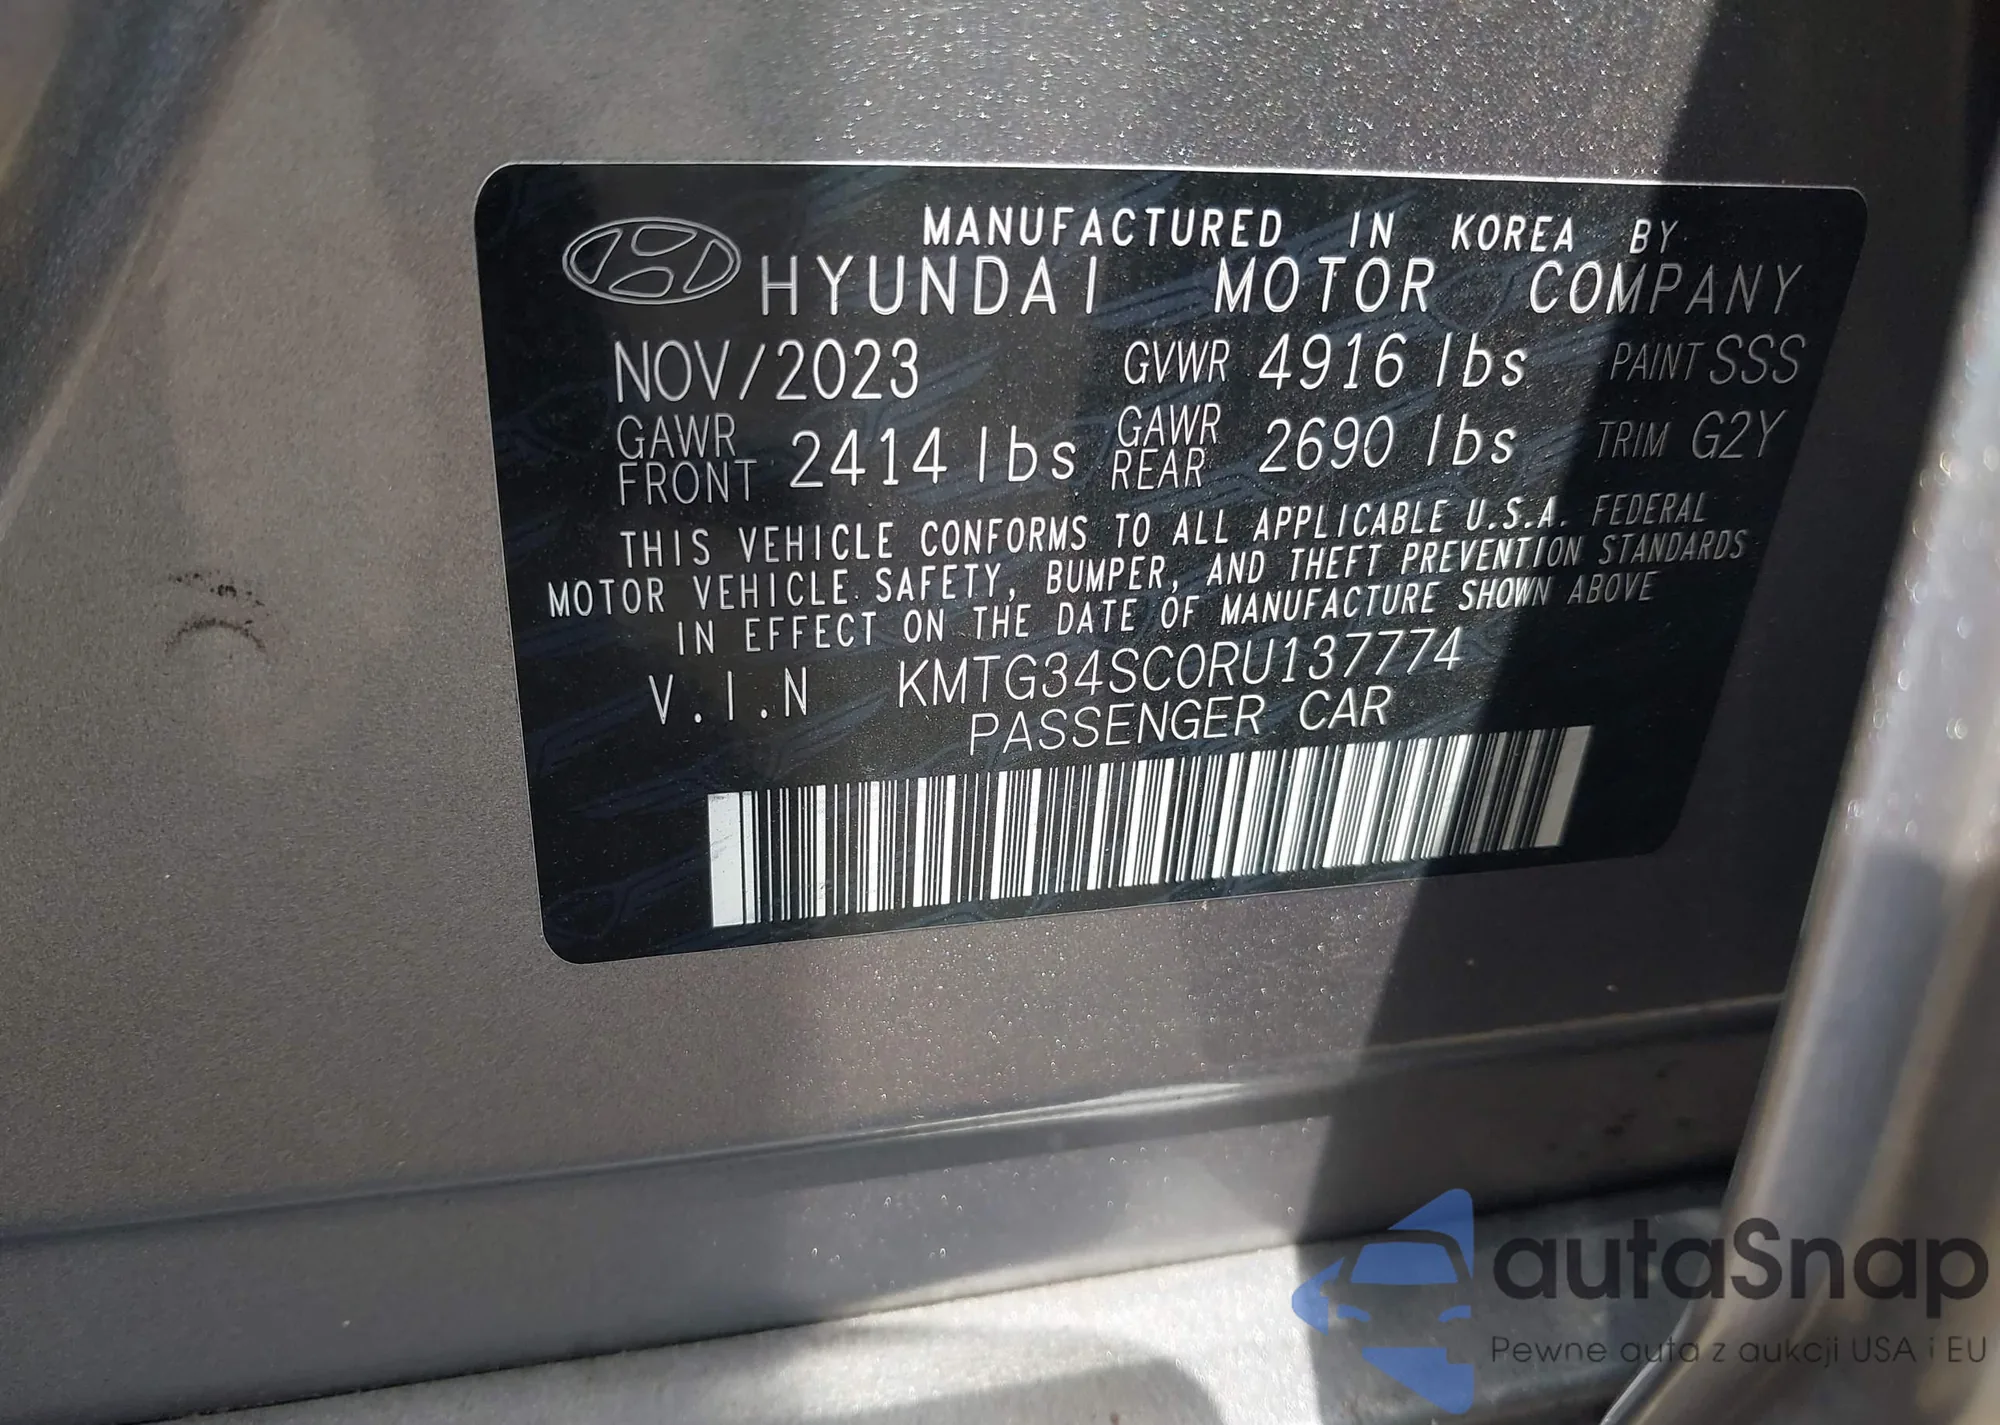 MANUFACTURED IN KOREA BY
HYUNDAI MOTOR COMPANY
NOV/2023 GVWR 4916 lbs PAINT SSS
GAWR FRONT 2414 lbs GAWR REAR 2690 lbs TRIM G2Y
THIS VEHICLE CONFORMS TO ALL APPLICABLE U.S.A. FEDERAL
MOTOR VEHICLE SAFETY, BUMPER, AND THEFT PREVENTION STANDARDS
IN EFFECT ON THE DATE OF MANUFACTURE SHOWN ABOVE
V.I.N KMTG34SC0RU137774
PASSENGER CAR
autaSnap
Pewne auta z aukcji USA i EU